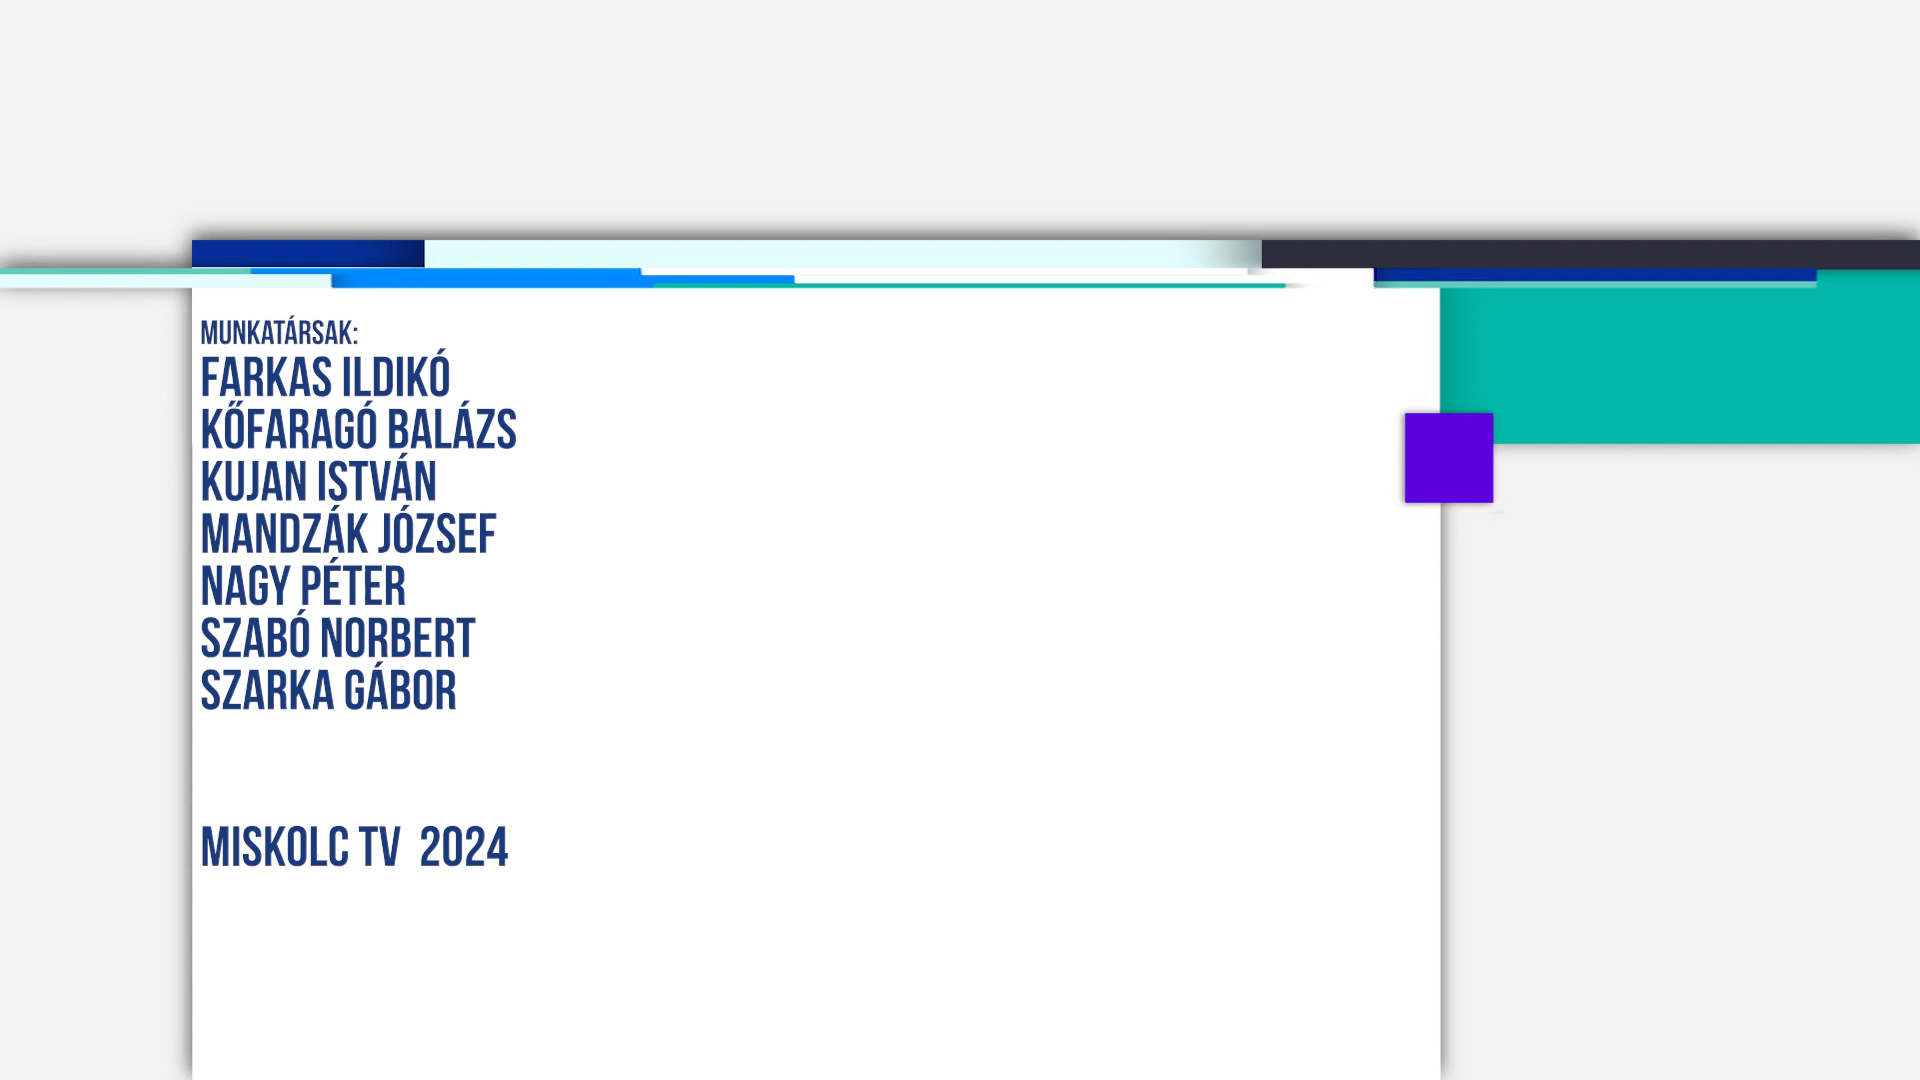 MUNKATÁRSAK:
FARKAS ILDIKÓ
KŐFARAGÓ BALÁZS
KUJAN ISTVÁN
MANDZÁK JÓZSEF
NAGY PÉTER
SZABÓ NORBERT
SZARKA GÁBOR
MISKOLC TV  2024